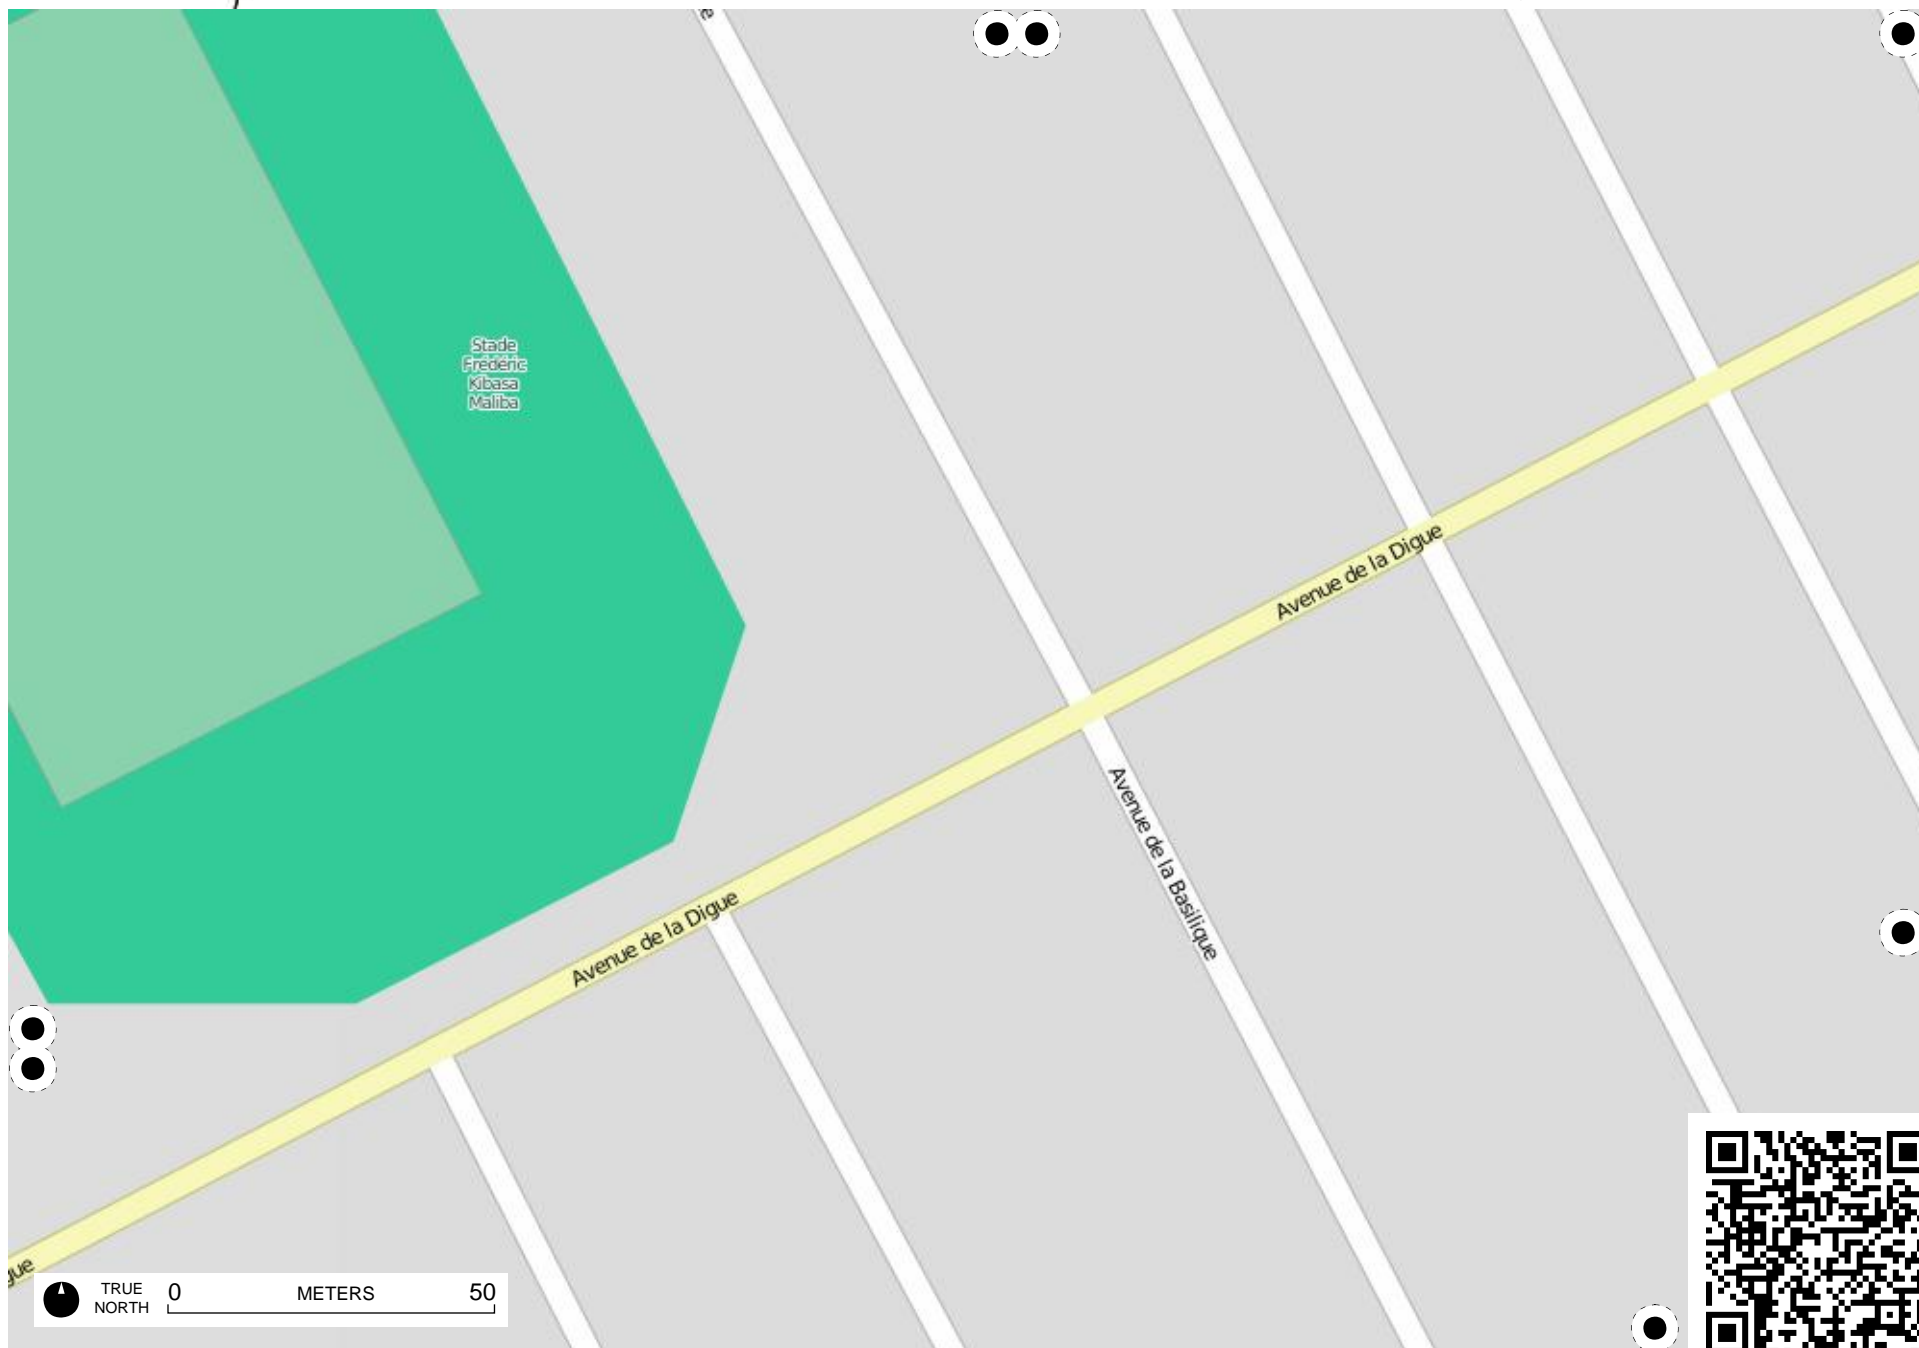 Stade
Frédéric
Kibasa
Maliba
Avenue de la Digue
Avenue de la Basilique
Avenue de la Digue
TRUE
NORTH
0 METERS 50